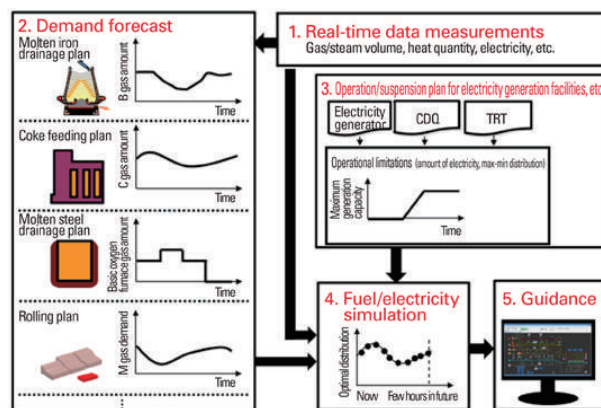 2. Demand forecast
Molten iron
drainage plan
B gas amount
Time
Coke feeding plan
C gas amount
Time
Molten steel
drainage plan
Basic oxygen
furnace gas amount
Time
Rolling plan
M gas demand
Time
1. Real-time data measurements
Gas/steam volume, heat quantity, electricity, etc.
3. Operation/suspension plan for electricity generation facilities, etc
Electricity
generator
CDQ
TRT
Operational limitations (amount of electricity, max-min distribution)
Maximum
generation
capacity
Time
4. Fuel/electricity
simulation
Optimal distribution
Now
Few hours in future
5. Guidance